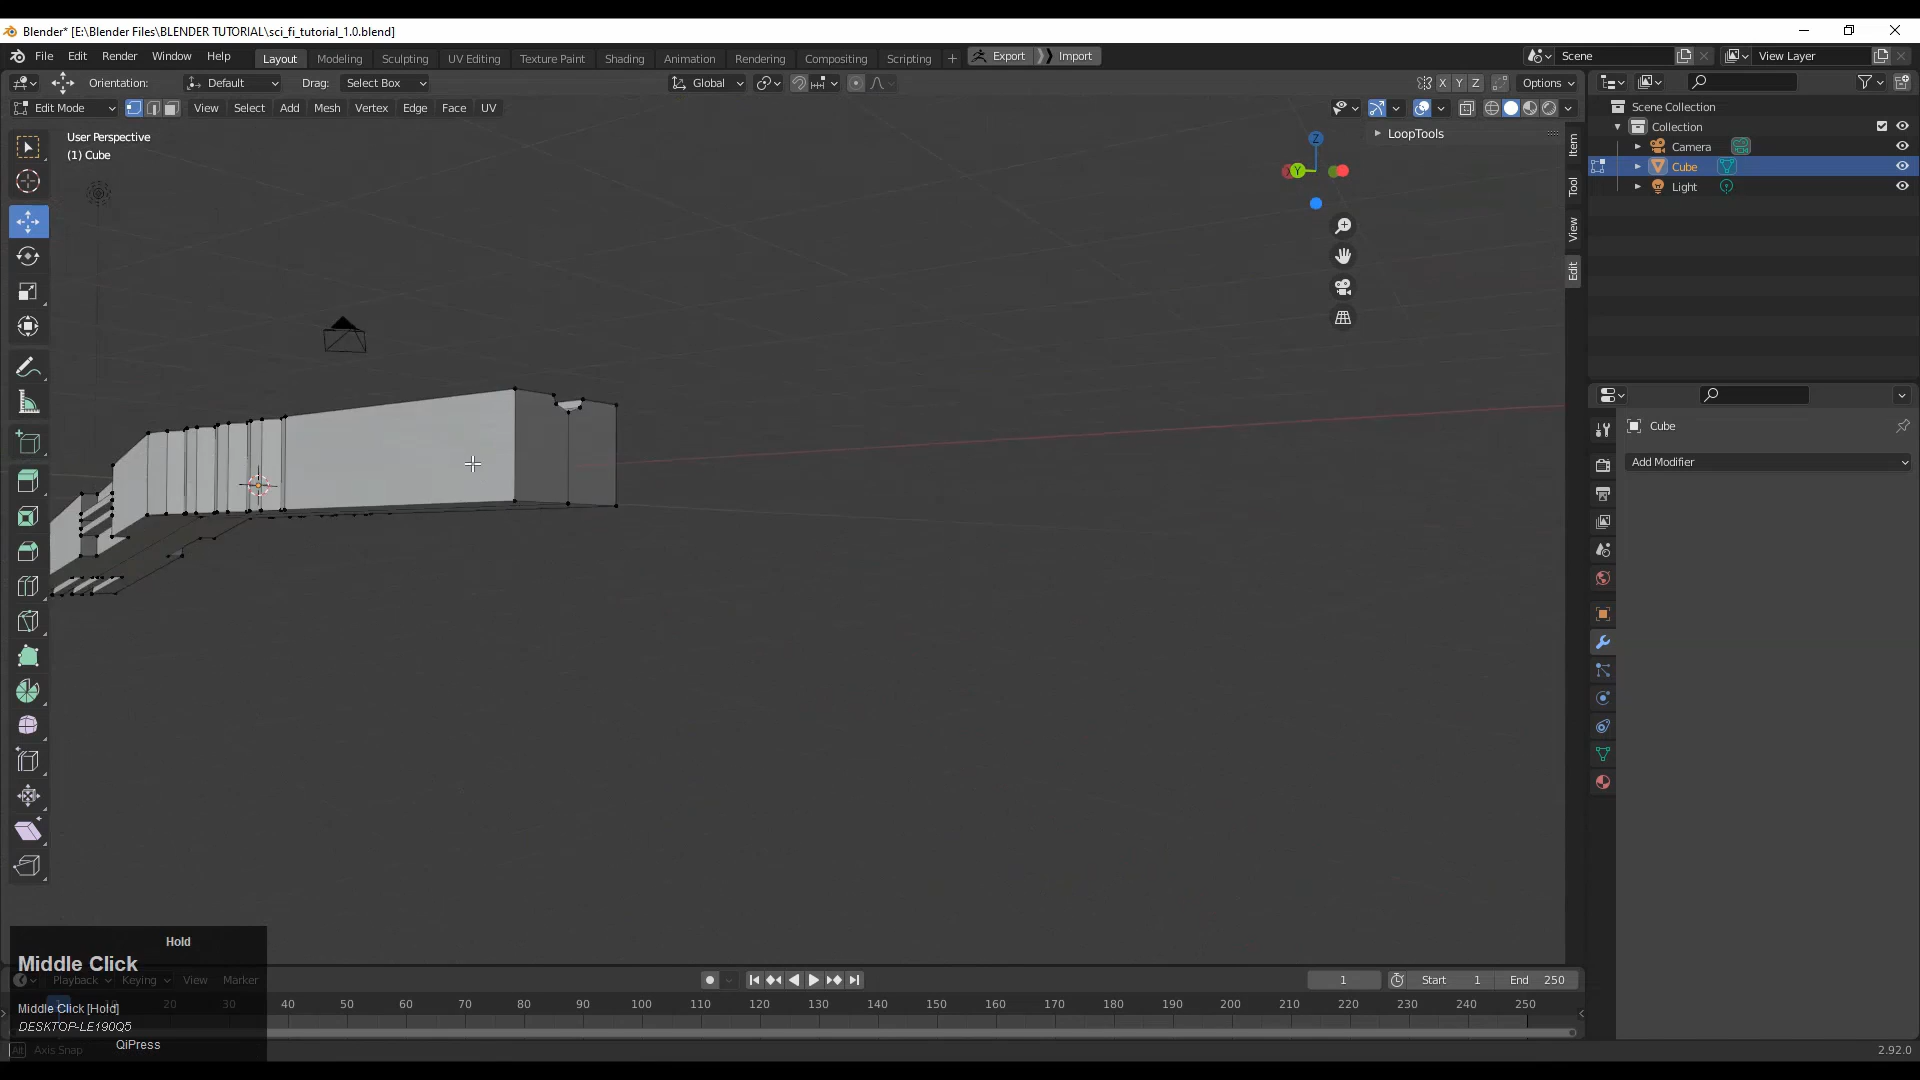 Blender* [E:\Blender Files\BLENDER TUTORIAL\sci_fi_tutorial_1.0.blend]
File Edit Render Window Help Layout Modeling Sculpting UV Editing Texture Paint Shading Animation Rendering Compositing Scripting + Export Import Scene View Layer
Orientation: Default Drag: Select Box Global X Y Z Options
Edit Mode View Select Add Mesh Vertex Edge Face UV
User Perspective
(1) Cube
LoopTools
Z
Y
Item
Tool
View
Edit
Scene Collection
Collection
Camera
Cube
Light
Cube
Add Modifier
Hold
Middle Click
Playback Keying View Marker
1 Start 1 End 250
20 30 40 50 60 70 80 90 100 110 120 130 140 150 160 170 180 190 200 210 220 230 240 250
Middle Click [Hold]
DESKTOP-LE190Q5
QiPress
Alt Axis Snap
2.92.0